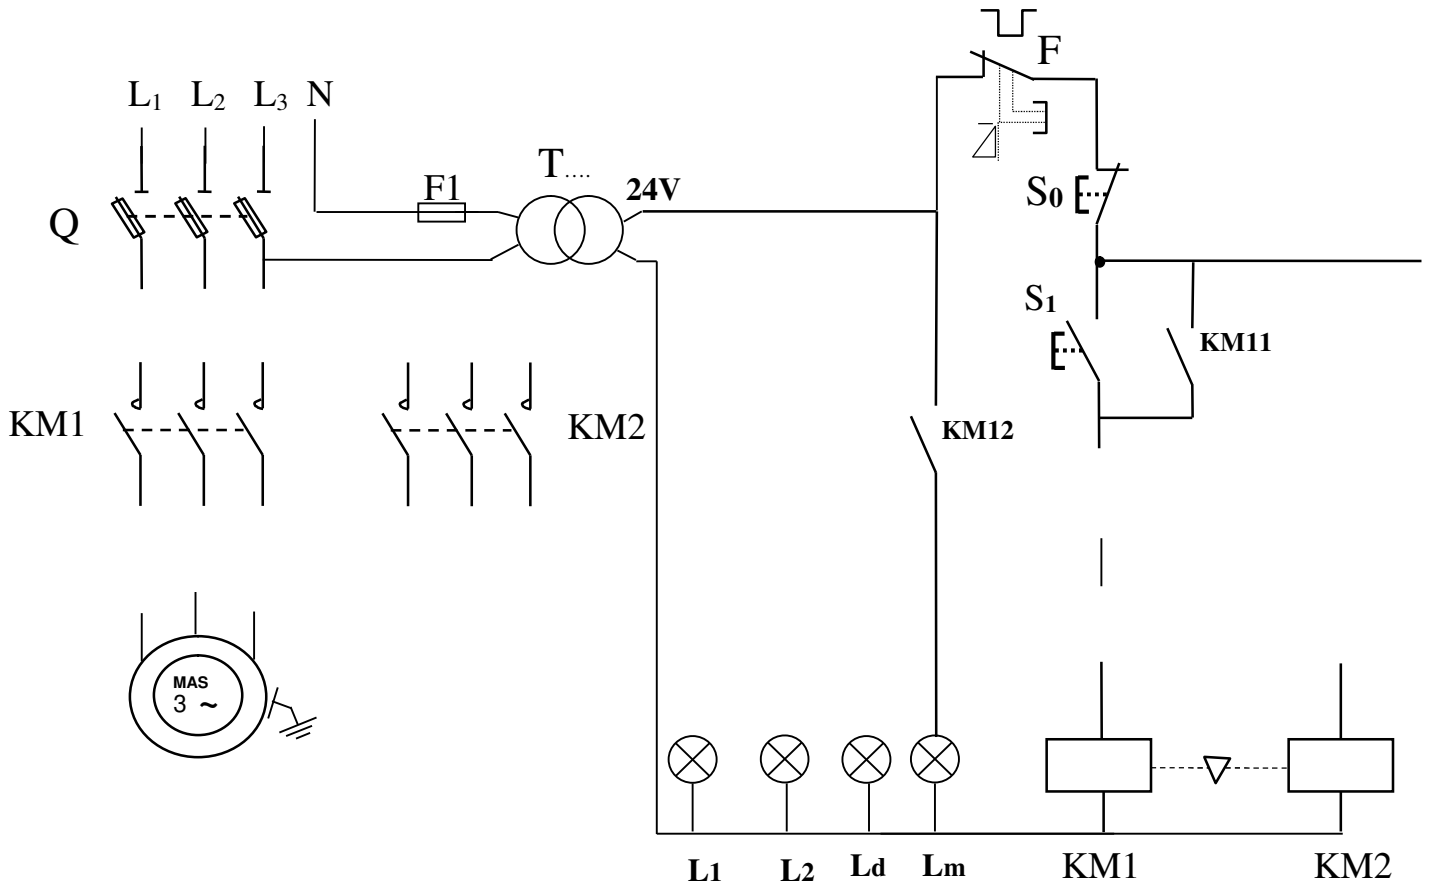 F
L1 L2 L3 N
T....
F1
24V
S0
Q
S1
KM11
KM1
KM2
KM12
MAS
3 ~
L1 L2 Ld Lm KM1 KM2